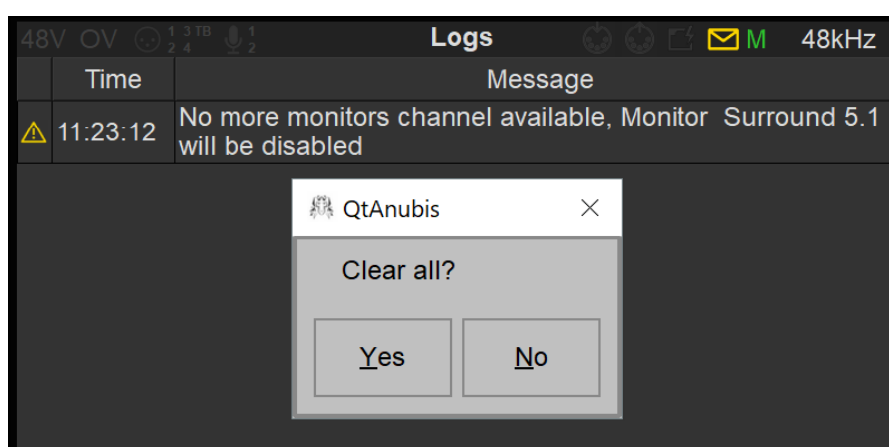 48V OV 1 3 TB 2 4 1 2 Logs M 48kHz
Time Message
11:23:12 No more monitors channel available, Monitor Surround 5.1
will be disabled
QtAnubis
Clear all?
Yes No